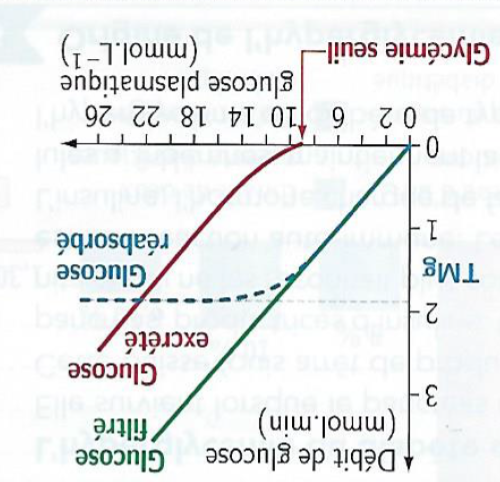 Débit de glucose
(mmol.min)
Glucose
filtré
3
Glucose
excrété
2
TMg
Glucose
réabsorbé
1
0
0 2 6 10 14 18 22 26
glucose plasmatique
(mmol.L⁻¹)
Glycémie seuil